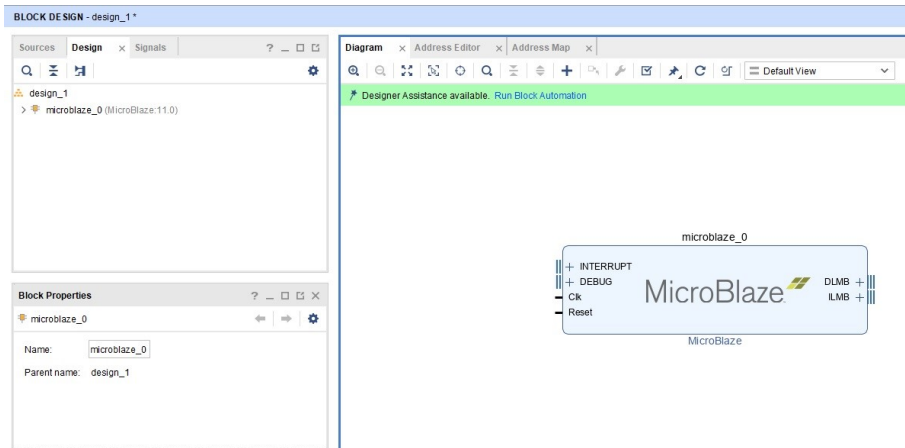 BLOCK DESIGN - design_1 *
Sources Design × Signals ? _ □
Diagram × Address Editor × Address Map ×
Default View
design_1
Designer Assistance available. Run Block Automation
microblaze_0 (MicroBlaze:11.0)
microblaze_0
INTERRUPT
DEBUG
Clk
Reset
MicroBlaze
DLMB
ILMB
MicroBlaze
Block Properties ? _ □ ×
microblaze_0
Name: microblaze_0
Parent name: design_1